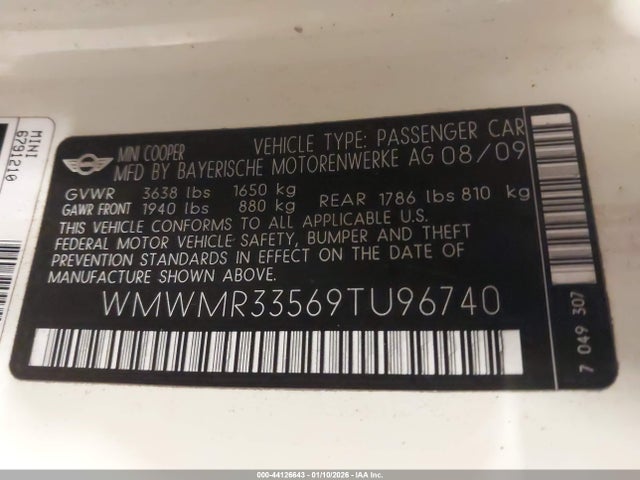 MINI
6791210
MINI COOPER VEHICLE TYPE: PASSENGER CAR
MFD BY BAYERISCHE MOTORENWERKE AG 08/09
GVWR 3638 lbs 1650 kg
GAWR FRONT 1940 lbs 880 kg REAR 1786 lbs 810 kg
THIS VEHICLE CONFORMS TO ALL APPLICABLE U.S.
FEDERAL MOTOR VEHICLE SAFETY, BUMPER AND THEFT
PREVENTION STANDARDS IN EFFECT ON THE DATE OF
MANUFACTURE SHOWN ABOVE.
WMWMR33569TU96740
7 049 307
000-44126643 - 01/10/2026 - IAA Inc.